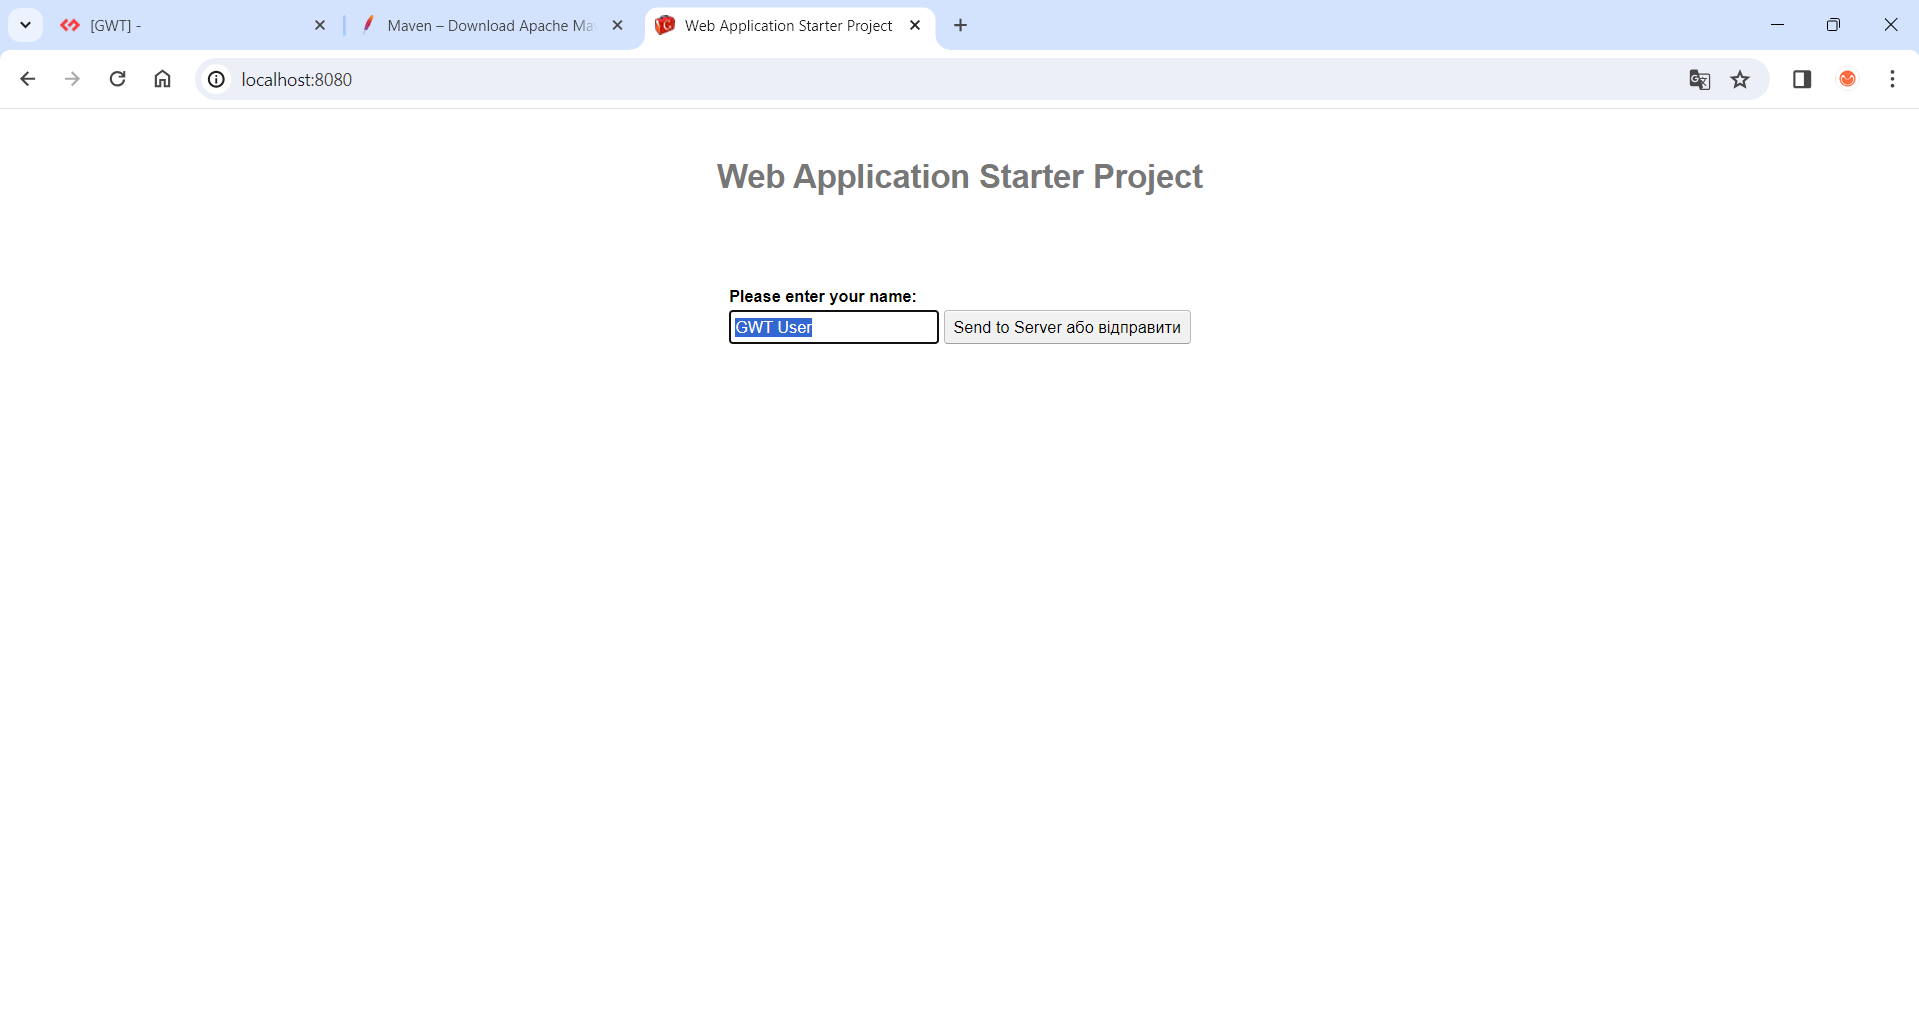 [GWT] -
Maven – Download Apache Ma
Web Application Starter Project
localhost:8080
Web Application Starter Project
Please enter your name:
GWT User
Send to Server або відправити